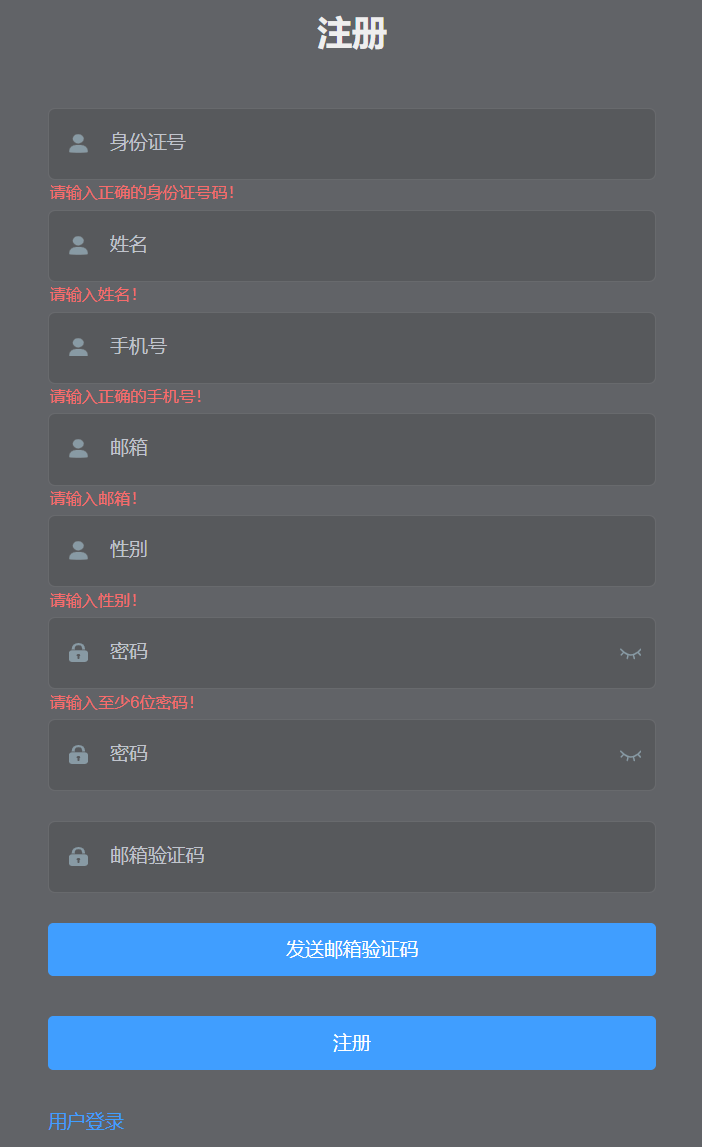 注册
身份证号
请输入正确的身份证号码!
姓名
请输入姓名!
手机号
请输入正确的手机号!
邮箱
请输入邮箱!
性别
请输入性别!
密码
请输入至少6位密码!
密码
邮箱验证码
发送邮箱验证码
注册
用户登录